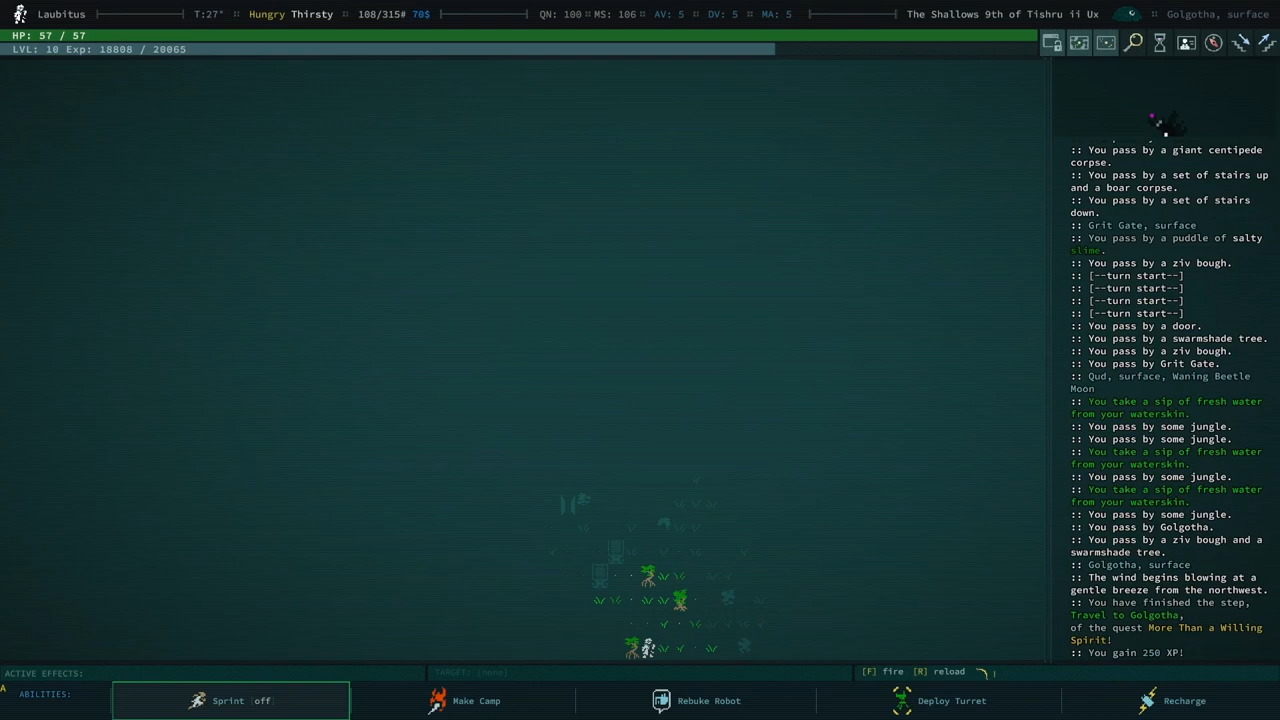 Laubitus T:27° Hungry Thirsty 108/315# 70$ QN: 100 MS: 106 AV: 5 DV: 5 MA: 5 The Shallows 9th of Tishru ii Ux Golgotha, surface
HP: 57 / 57
LVL: 10 Exp: 18808 / 20065
:: You pass by a giant centipede
corpse.
:: You pass by a set of stairs up
and a boar corpse.
:: You pass by a set of stairs
down.
:: Grit Gate, surface
:: You pass by a puddle of salty
slime.
:: You pass by a ziv bough.
:: [--turn start--]
:: [--turn start--]
:: [--turn start--]
:: [--turn start--]
:: You pass by a door.
:: You pass by a swarmshade tree.
:: You pass by a ziv bough.
:: You pass by Grit Gate.
:: Qud, surface, Waning Beetle
Moon
:: You take a sip of fresh water
from your waterskin.
:: You pass by some jungle.
:: You pass by some jungle.
:: You take a sip of fresh water
from your waterskin.
:: You pass by some jungle.
:: You take a sip of fresh water
from your waterskin.
:: You pass by some jungle.
:: You pass by Golgotha.
:: You pass by a ziv bough and a
swarmshade tree.
:: Golgotha, surface
:: The wind begins blowing at a
gentle breeze from the northwest.
:: You have finished the step,
Travel to Golgotha,
of the quest More Than a Willing
Spirit!
:: You gain 250 XP!
ACTIVE EFFECTS: TARGET: [none] [F] fire [R] reload
A ABILITIES: Sprint [off] Make Camp Rebuke Robot Deploy Turret Recharge